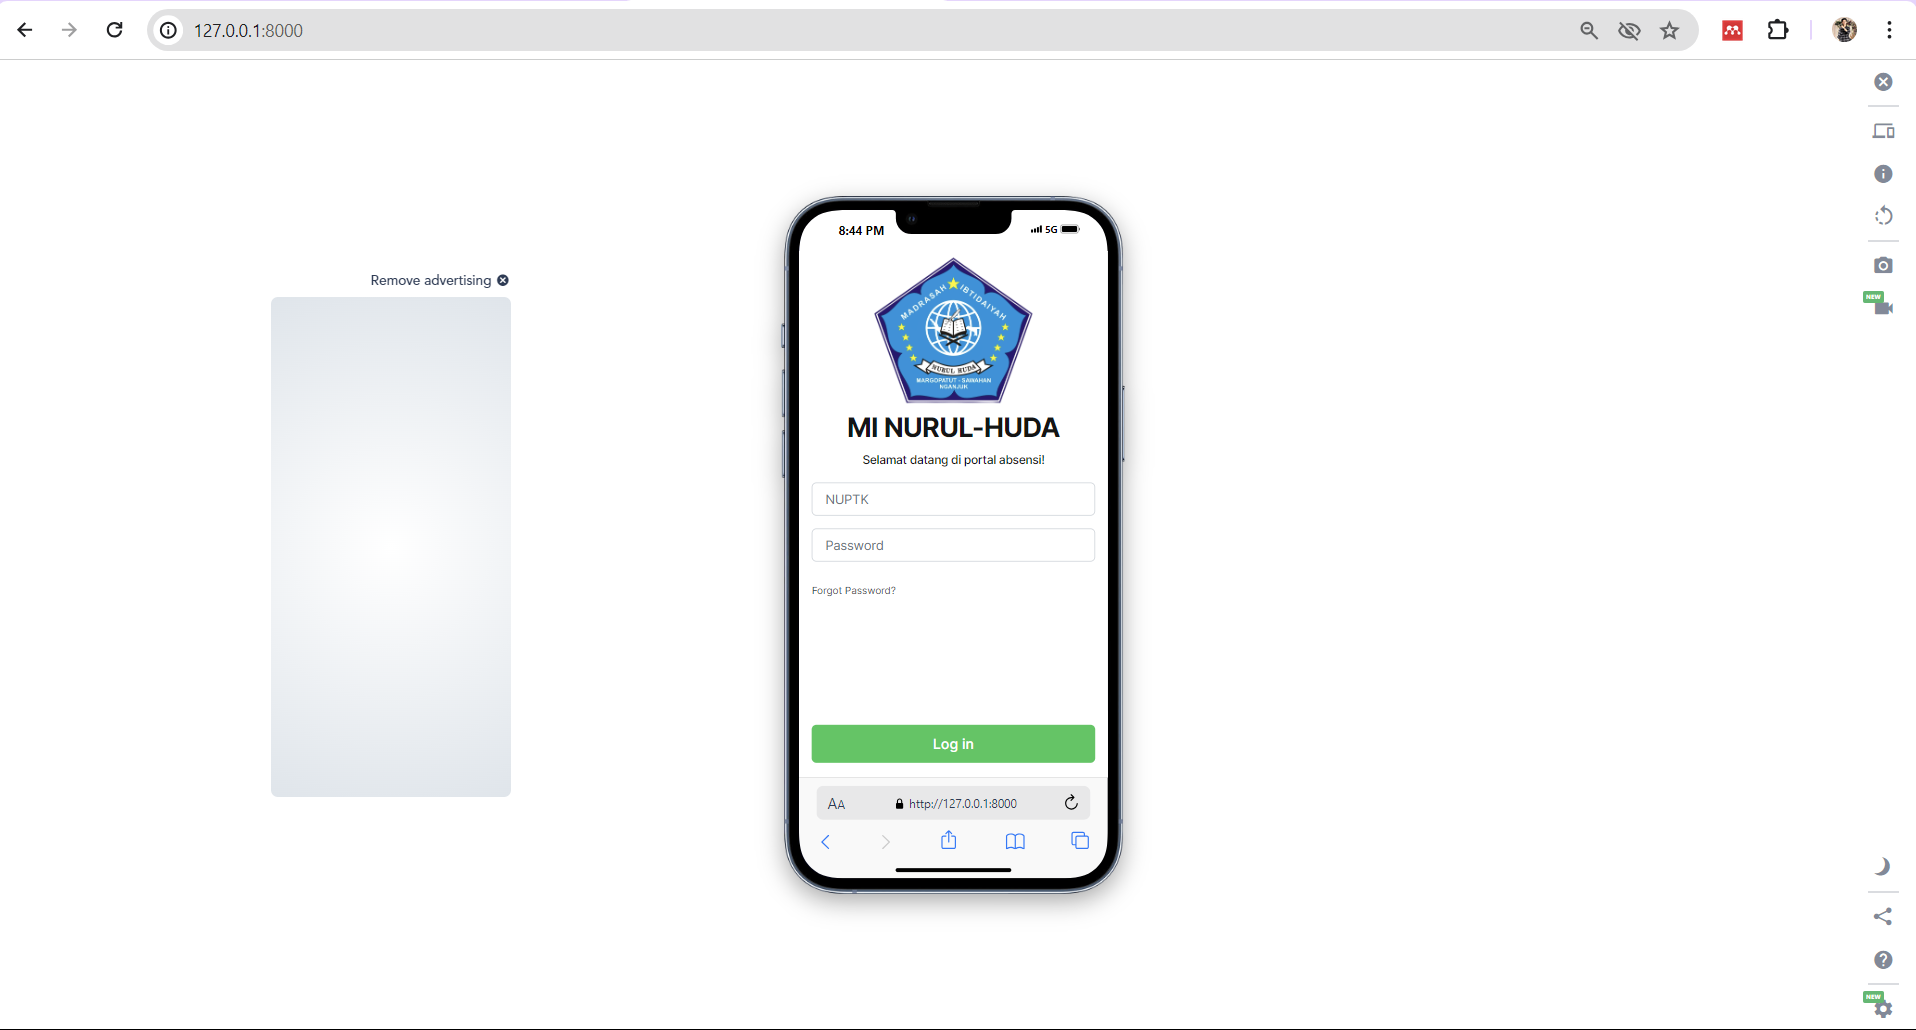 127.0.0.1:8000
Remove advertising
8:44 PM
5G
MADRASAH IBTIDAIYAH
NURUL HUDA
MARGOPATUT - SAWAHAN
NGANJUK
MI NURUL-HUDA
Selamat datang di portal absensi!
NUPTK
Password
Forgot Password?
Log in
AA
http://127.0.0.1:8000
NEW
NEW